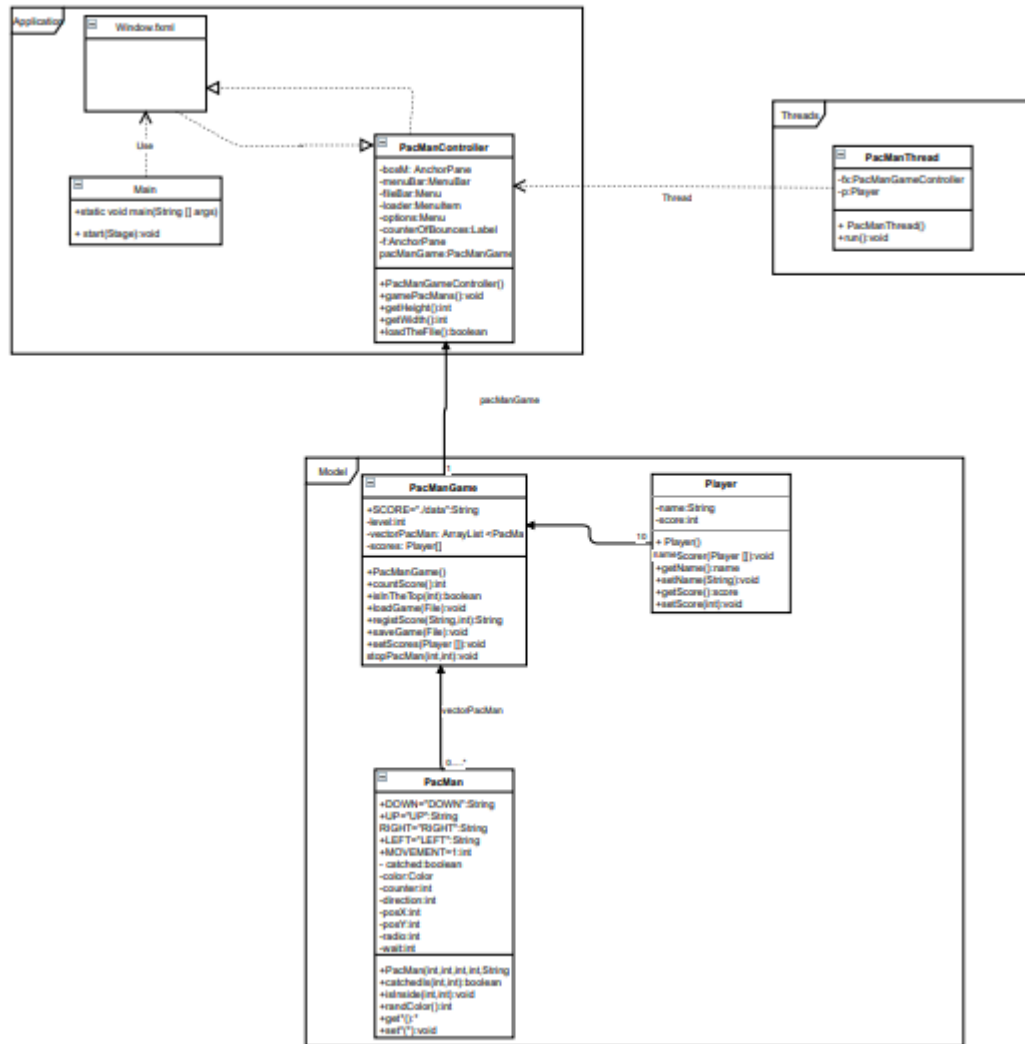 Application
Window.fxml
Use
Main
+static void main(String [] args)
+ start(Stage):void
PacManController
-bosM: AnchorPane
-menuBar:MenuBar
-fileBar:Menu
-loader:MenuItem
-options:Menu
-counterOfBounces:Label
-f:AnchorPane
pacManGame:PacManGame
+PacManGameController()
+gamePacMans():void
+getHeight():int
+getWidth():int
+loadTheFile():boolean
Thread
Threads
PacManThread
-fx:PacManGameController
-p:Player
+ PacManThread()
+run():void
pacManGame
1
Model
PacManGame
+SCORE="./data":String
-level:int
-vectorPacMan: ArrayList <PacMa
-scores: Player[]
+PacManGame()
+countScore():int
+isInTheTop(int):boolean
+loadGame(File):void
+registScore(String,int):String
+saveGame(File):void
+setScores(Player []):void
stopPacMan(int,int):void
10
Player
-name:String
-score:int
+ Player()
nameScorer(Player []):void
+getName():name
+setName(String):void
+getScore():score
+setScore(int):void
vectorPacMan
0....*
PacMan
+DOWN="DOWN":String
+UP="UP":String
RIGHT="RIGHT":String
+LEFT="LEFT":String
+MOVEMENT=1:int
- catched:boolean
-color:Color
-counter:int
-direction:int
-posX:int
-posY:int
-radio:int
-wait:int
+PacMan(int,int,int,int,String
+catchedIs(int,int):boolean
+isInside(int,int):void
+randColor():int
+get*():*
+set*(*):void